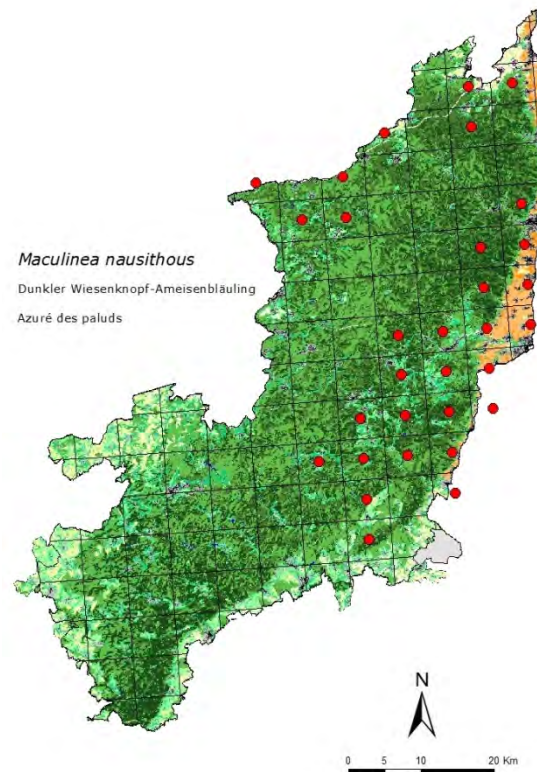 Maculinea nausithous
Dunkler Wiesenknopf-Ameisenbläuling
Azuré des paluds
N
0 5 10 20 Km